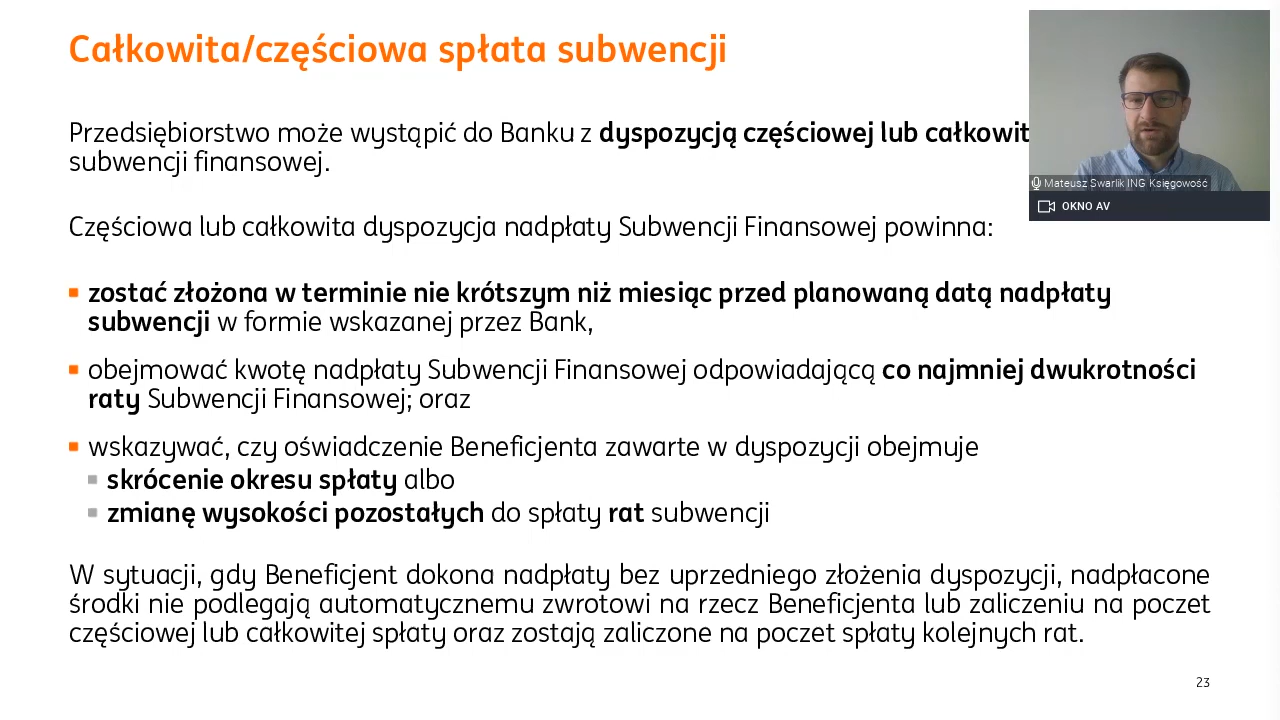 Całkowita/częściowa spłata subwencji
Przedsiębiorstwo może wystąpić do Banku z dyspozycją częściowej lub całkowit
subwencji finansowej.
Mateusz Swarlik ING Księgowość
OKNO AV
Częściowa lub całkowita dyspozycja nadpłaty Subwencji Finansowej powinna:
zostać złożona w terminie nie krótszym niż miesiąc przed planowaną datą nadpłaty
subwencji w formie wskazanej przez Bank,
obejmować kwotę nadpłaty Subwencji Finansowej odpowiadającą co najmniej dwukrotności
raty Subwencji Finansowej; oraz
wskazywać, czy oświadczenie Beneficjenta zawarte w dyspozycji obejmuje
skrócenie okresu spłaty albo
zmianę wysokości pozostałych do spłaty rat subwencji
W sytuacji, gdy Beneficjent dokona nadpłaty bez uprzedniego złożenia dyspozycji, nadpłacone
środki nie podlegają automatycznemu zwrotowi na rzecz Beneficjenta lub zaliczeniu na poczet
częściowej lub całkowitej spłaty oraz zostają zaliczone na poczet spłaty kolejnych rat.
23